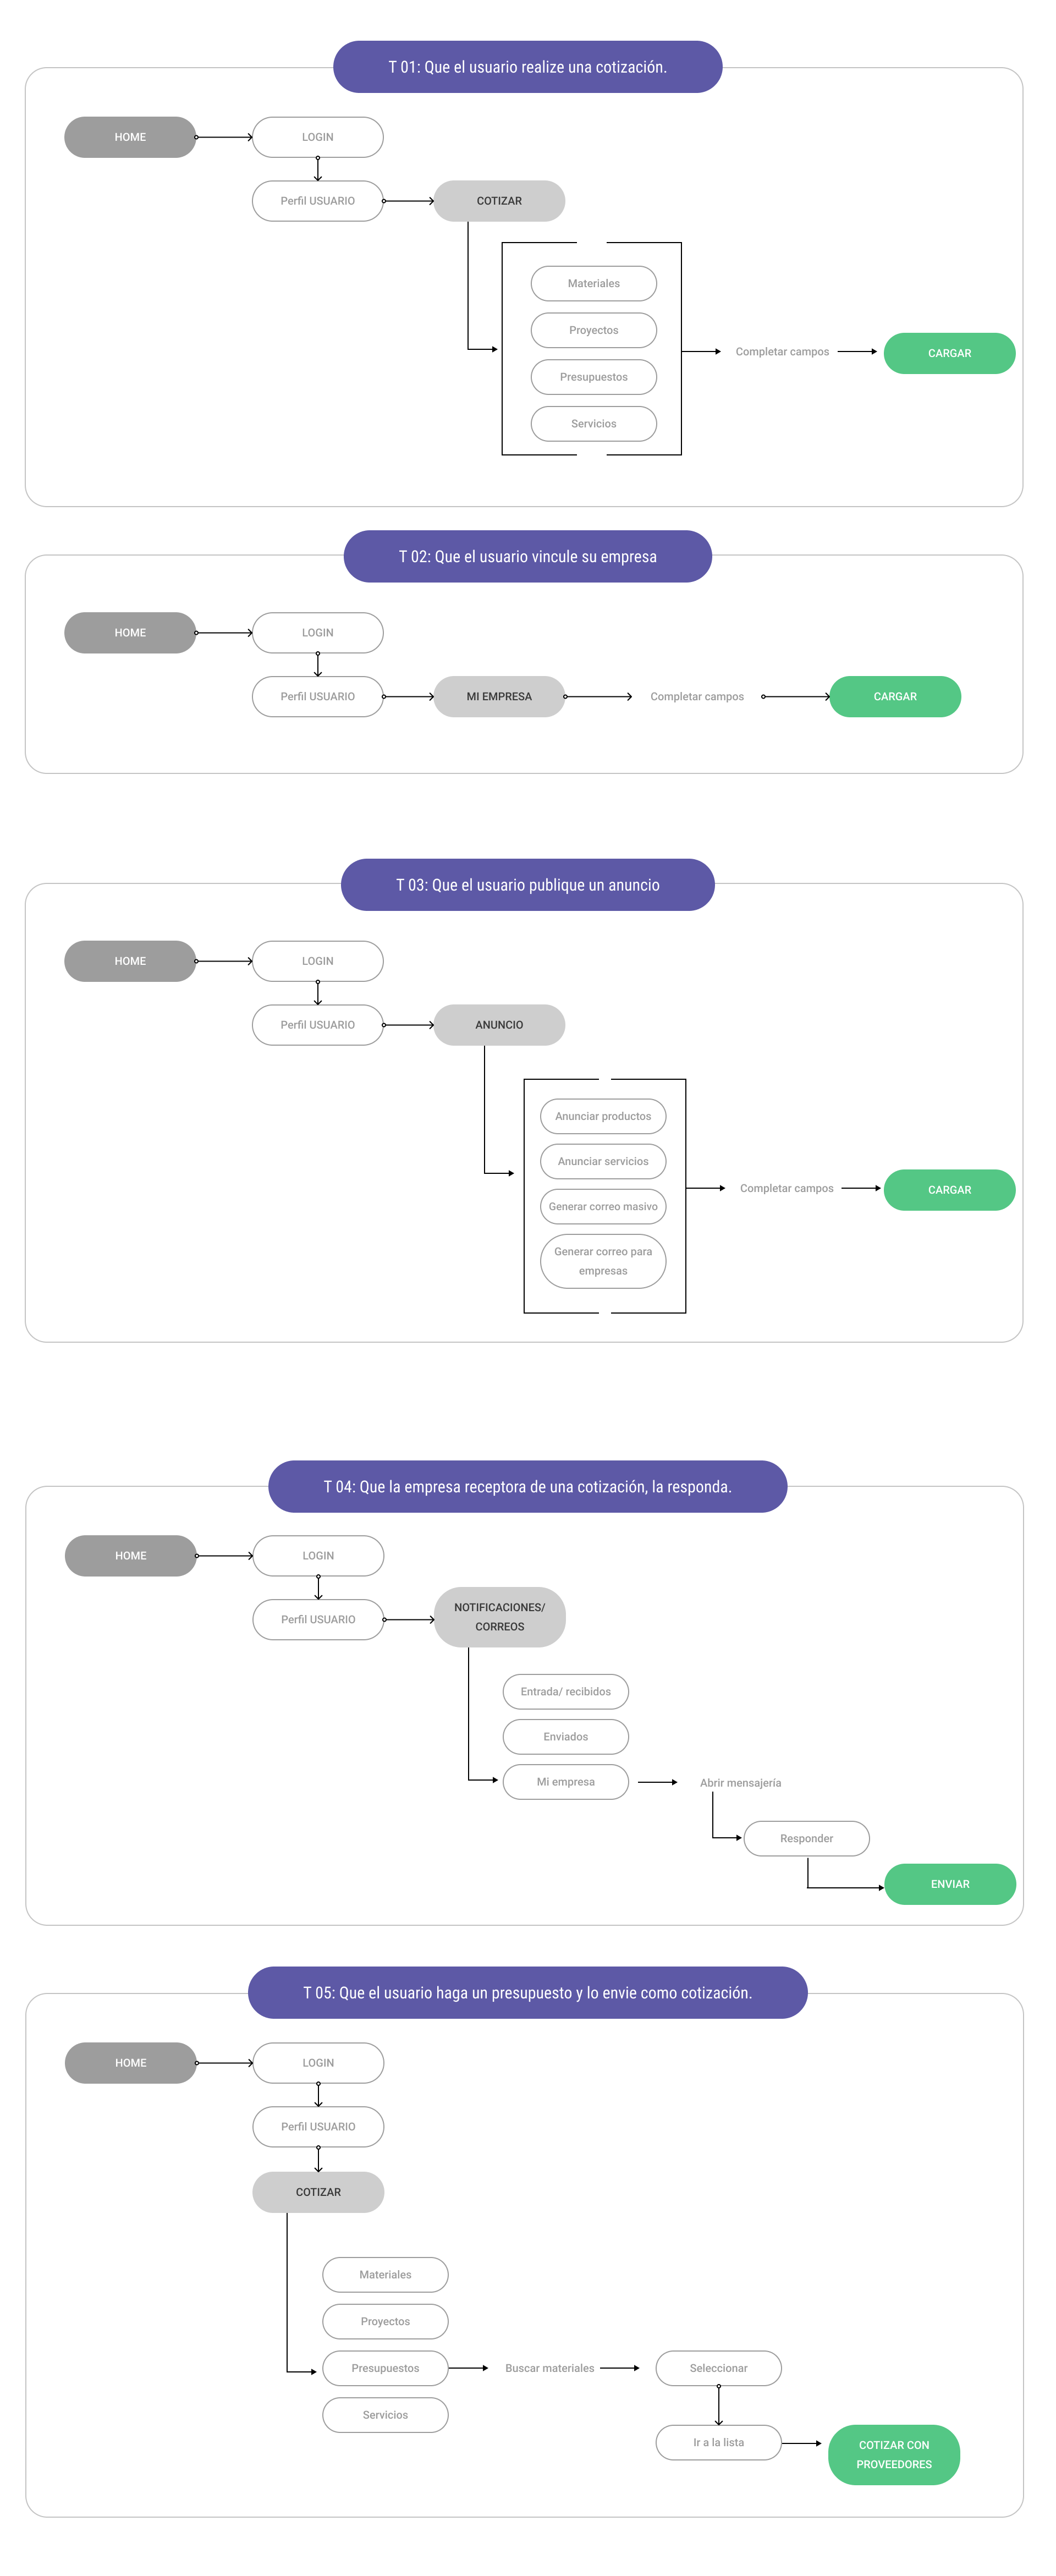 T 01: Que el usuario realize una cotización.
HOME
LOGIN
Perfil USUARIO
COTIZAR
Materiales
Proyectos
Presupuestos
Servicios
Completar campos
CARGAR
T 02: Que el usuario vincule su empresa
HOME
LOGIN
Perfil USUARIO
MI EMPRESA
Completar campos
CARGAR
T 03: Que el usuario publique un anuncio
HOME
LOGIN
Perfil USUARIO
ANUNCIO
Anunciar productos
Anunciar servicios
Generar correo masivo
Generar correo para
empresas
Completar campos
CARGAR
T 04: Que la empresa receptora de una cotización, la responda.
HOME
LOGIN
Perfil USUARIO
NOTIFICACIONES/
CORREOS
Entrada/ recibidos
Enviados
Mi empresa
Abrir mensajería
Responder
ENVIAR
T 05: Que el usuario haga un presupuesto y lo envie como cotización.
HOME
LOGIN
Perfil USUARIO
COTIZAR
Materiales
Proyectos
Presupuestos
Servicios
Buscar materiales
Seleccionar
Ir a la lista
COTIZAR CON
PROVEEDORES